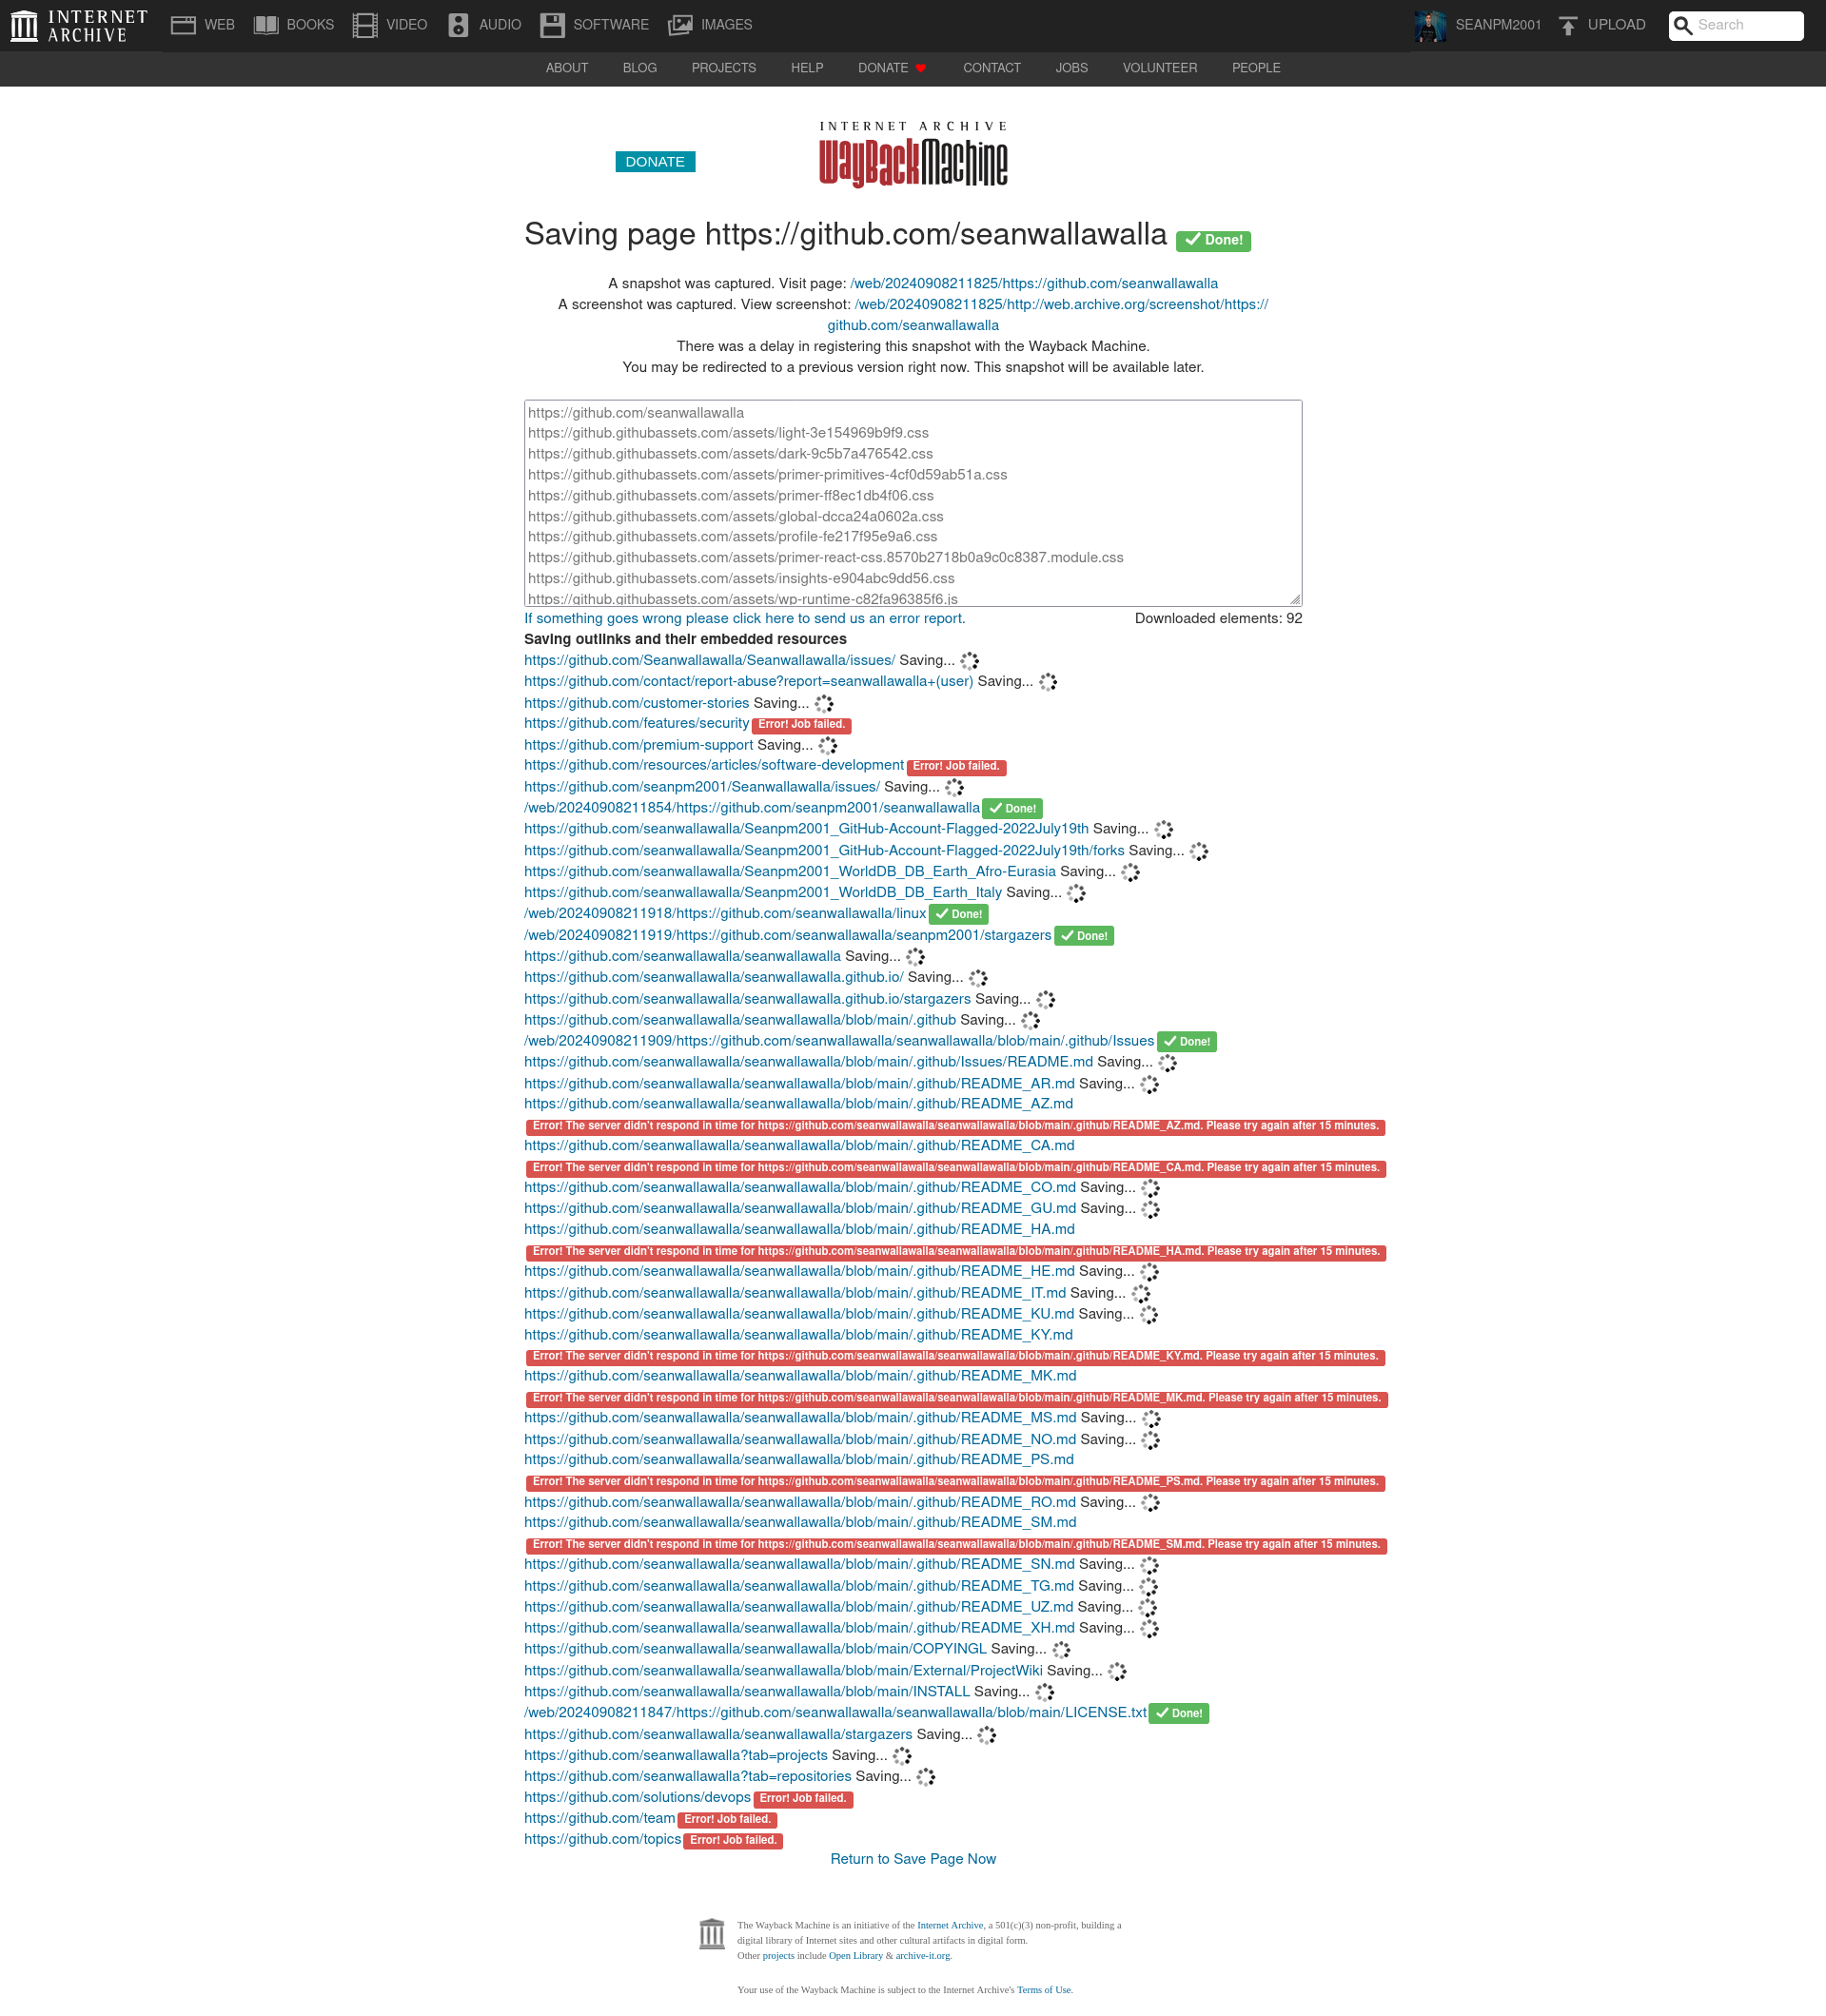 INTERNET ARCHIVE
WEB BOOKS VIDEO AUDIO SOFTWARE IMAGES SEANPM2001 UPLOAD Search
ABOUT BLOG PROJECTS HELP DONATE CONTACT JOBS VOLUNTEER PEOPLE
INTERNET ARCHIVE
DONATE
WayBackMachine
Saving page https://github.com/seanwallawalla Done!
A snapshot was captured. Visit page: /web/20240908211825/https://github.com/seanwallawalla
A screenshot was captured. View screenshot: /web/20240908211825/http://web.archive.org/screenshot/https://
github.com/seanwallawalla
There was a delay in registering this snapshot with the Wayback Machine.
You may be redirected to a previous version right now. This snapshot will be available later.
https://github.com/seanwallawalla
https://github.githubassets.com/assets/light-3e154969b9f9.css
https://github.githubassets.com/assets/dark-9c5b7a476542.css
https://github.githubassets.com/assets/primer-primitives-4cf0d59ab51a.css
https://github.githubassets.com/assets/primer-ff8ec1db4f06.css
https://github.githubassets.com/assets/global-dcca24a0602a.css
https://github.githubassets.com/assets/profile-fe217f95e9a6.css
https://github.githubassets.com/assets/primer-react-css.8570b2718b0a9c0c8387.module.css
https://github.githubassets.com/assets/insights-e904abc9dd56.css
https://github.githubassets.com/assets/wp-runtime-c82fa96385f6.js
If something goes wrong please click here to send us an error report. Downloaded elements: 92
Saving outlinks and their embedded resources
https://github.com/Seanwallawalla/Seanwallawalla/issues/ Saving...
https://github.com/contact/report-abuse?report=seanwallawalla+(user) Saving...
https://github.com/customer-stories Saving...
https://github.com/features/security Error! Job failed.
https://github.com/premium-support Saving...
https://github.com/resources/articles/software-development Error! Job failed.
https://github.com/seanpm2001/Seanwallawalla/issues/ Saving...
/web/20240908211854/https://github.com/seanpm2001/seanwallawalla Done!
https://github.com/seanwallawalla/Seanpm2001_GitHub-Account-Flagged-2022July19th Saving...
https://github.com/seanwallawalla/Seanpm2001_GitHub-Account-Flagged-2022July19th/forks Saving...
https://github.com/seanwallawalla/Seanpm2001_WorldDB_DB_Earth_Afro-Eurasia Saving...
https://github.com/seanwallawalla/Seanpm2001_WorldDB_DB_Earth_Italy Saving...
/web/20240908211918/https://github.com/seanwallawalla/linux Done!
/web/20240908211919/https://github.com/seanwallawalla/seanpm2001/stargazers Done!
https://github.com/seanwallawalla/seanwallawalla Saving...
https://github.com/seanwallawalla/seanwallawalla.github.io/ Saving...
https://github.com/seanwallawalla/seanwallawalla.github.io/stargazers Saving...
https://github.com/seanwallawalla/seanwallawalla/blob/main/.github Saving...
/web/20240908211909/https://github.com/seanwallawalla/seanwallawalla/blob/main/.github/Issues Done!
https://github.com/seanwallawalla/seanwallawalla/blob/main/.github/Issues/README.md Saving...
https://github.com/seanwallawalla/seanwallawalla/blob/main/.github/README_AR.md Saving...
https://github.com/seanwallawalla/seanwallawalla/blob/main/.github/README_AZ.md
Error! The server didn't respond in time for https://github.com/seanwallawalla/seanwallawalla/blob/main/.github/README_AZ.md. Please try again after 15 minutes.
https://github.com/seanwallawalla/seanwallawalla/blob/main/.github/README_CA.md
Error! The server didn't respond in time for https://github.com/seanwallawalla/seanwallawalla/blob/main/.github/README_CA.md. Please try again after 15 minutes.
https://github.com/seanwallawalla/seanwallawalla/blob/main/.github/README_CO.md Saving...
https://github.com/seanwallawalla/seanwallawalla/blob/main/.github/README_GU.md Saving...
https://github.com/seanwallawalla/seanwallawalla/blob/main/.github/README_HA.md
Error! The server didn't respond in time for https://github.com/seanwallawalla/seanwallawalla/blob/main/.github/README_HA.md. Please try again after 15 minutes.
https://github.com/seanwallawalla/seanwallawalla/blob/main/.github/README_HE.md Saving...
https://github.com/seanwallawalla/seanwallawalla/blob/main/.github/README_IT.md Saving...
https://github.com/seanwallawalla/seanwallawalla/blob/main/.github/README_KU.md Saving...
https://github.com/seanwallawalla/seanwallawalla/blob/main/.github/README_KY.md
Error! The server didn't respond in time for https://github.com/seanwallawalla/seanwallawalla/blob/main/.github/README_KY.md. Please try again after 15 minutes.
https://github.com/seanwallawalla/seanwallawalla/blob/main/.github/README_MK.md
Error! The server didn't respond in time for https://github.com/seanwallawalla/seanwallawalla/blob/main/.github/README_MK.md. Please try again after 15 minutes.
https://github.com/seanwallawalla/seanwallawalla/blob/main/.github/README_MS.md Saving...
https://github.com/seanwallawalla/seanwallawalla/blob/main/.github/README_NO.md Saving...
https://github.com/seanwallawalla/seanwallawalla/blob/main/.github/README_PS.md
Error! The server didn't respond in time for https://github.com/seanwallawalla/seanwallawalla/blob/main/.github/README_PS.md. Please try again after 15 minutes.
https://github.com/seanwallawalla/seanwallawalla/blob/main/.github/README_RO.md Saving...
https://github.com/seanwallawalla/seanwallawalla/blob/main/.github/README_SM.md
Error! The server didn't respond in time for https://github.com/seanwallawalla/seanwallawalla/blob/main/.github/README_SM.md. Please try again after 15 minutes.
https://github.com/seanwallawalla/seanwallawalla/blob/main/.github/README_SN.md Saving...
https://github.com/seanwallawalla/seanwallawalla/blob/main/.github/README_TG.md Saving...
https://github.com/seanwallawalla/seanwallawalla/blob/main/.github/README_UZ.md Saving...
https://github.com/seanwallawalla/seanwallawalla/blob/main/.github/README_XH.md Saving...
https://github.com/seanwallawalla/seanwallawalla/blob/main/COPYINGL Saving...
https://github.com/seanwallawalla/seanwallawalla/blob/main/External/ProjectWiki Saving...
https://github.com/seanwallawalla/seanwallawalla/blob/main/INSTALL Saving...
/web/20240908211847/https://github.com/seanwallawalla/seanwallawalla/blob/main/LICENSE.txt Done!
https://github.com/seanwallawalla/seanwallawalla/stargazers Saving...
https://github.com/seanwallawalla?tab=projects Saving...
https://github.com/seanwallawalla?tab=repositories Saving...
https://github.com/solutions/devops Error! Job failed.
https://github.com/team Error! Job failed.
https://github.com/topics Error! Job failed.
Return to Save Page Now
The Wayback Machine is an initiative of the Internet Archive, a 501(c)(3) non-profit, building a
digital library of Internet sites and other cultural artifacts in digital form.
Other projects include Open Library & archive-it.org.
Your use of the Wayback Machine is subject to the Internet Archive's Terms of Use.